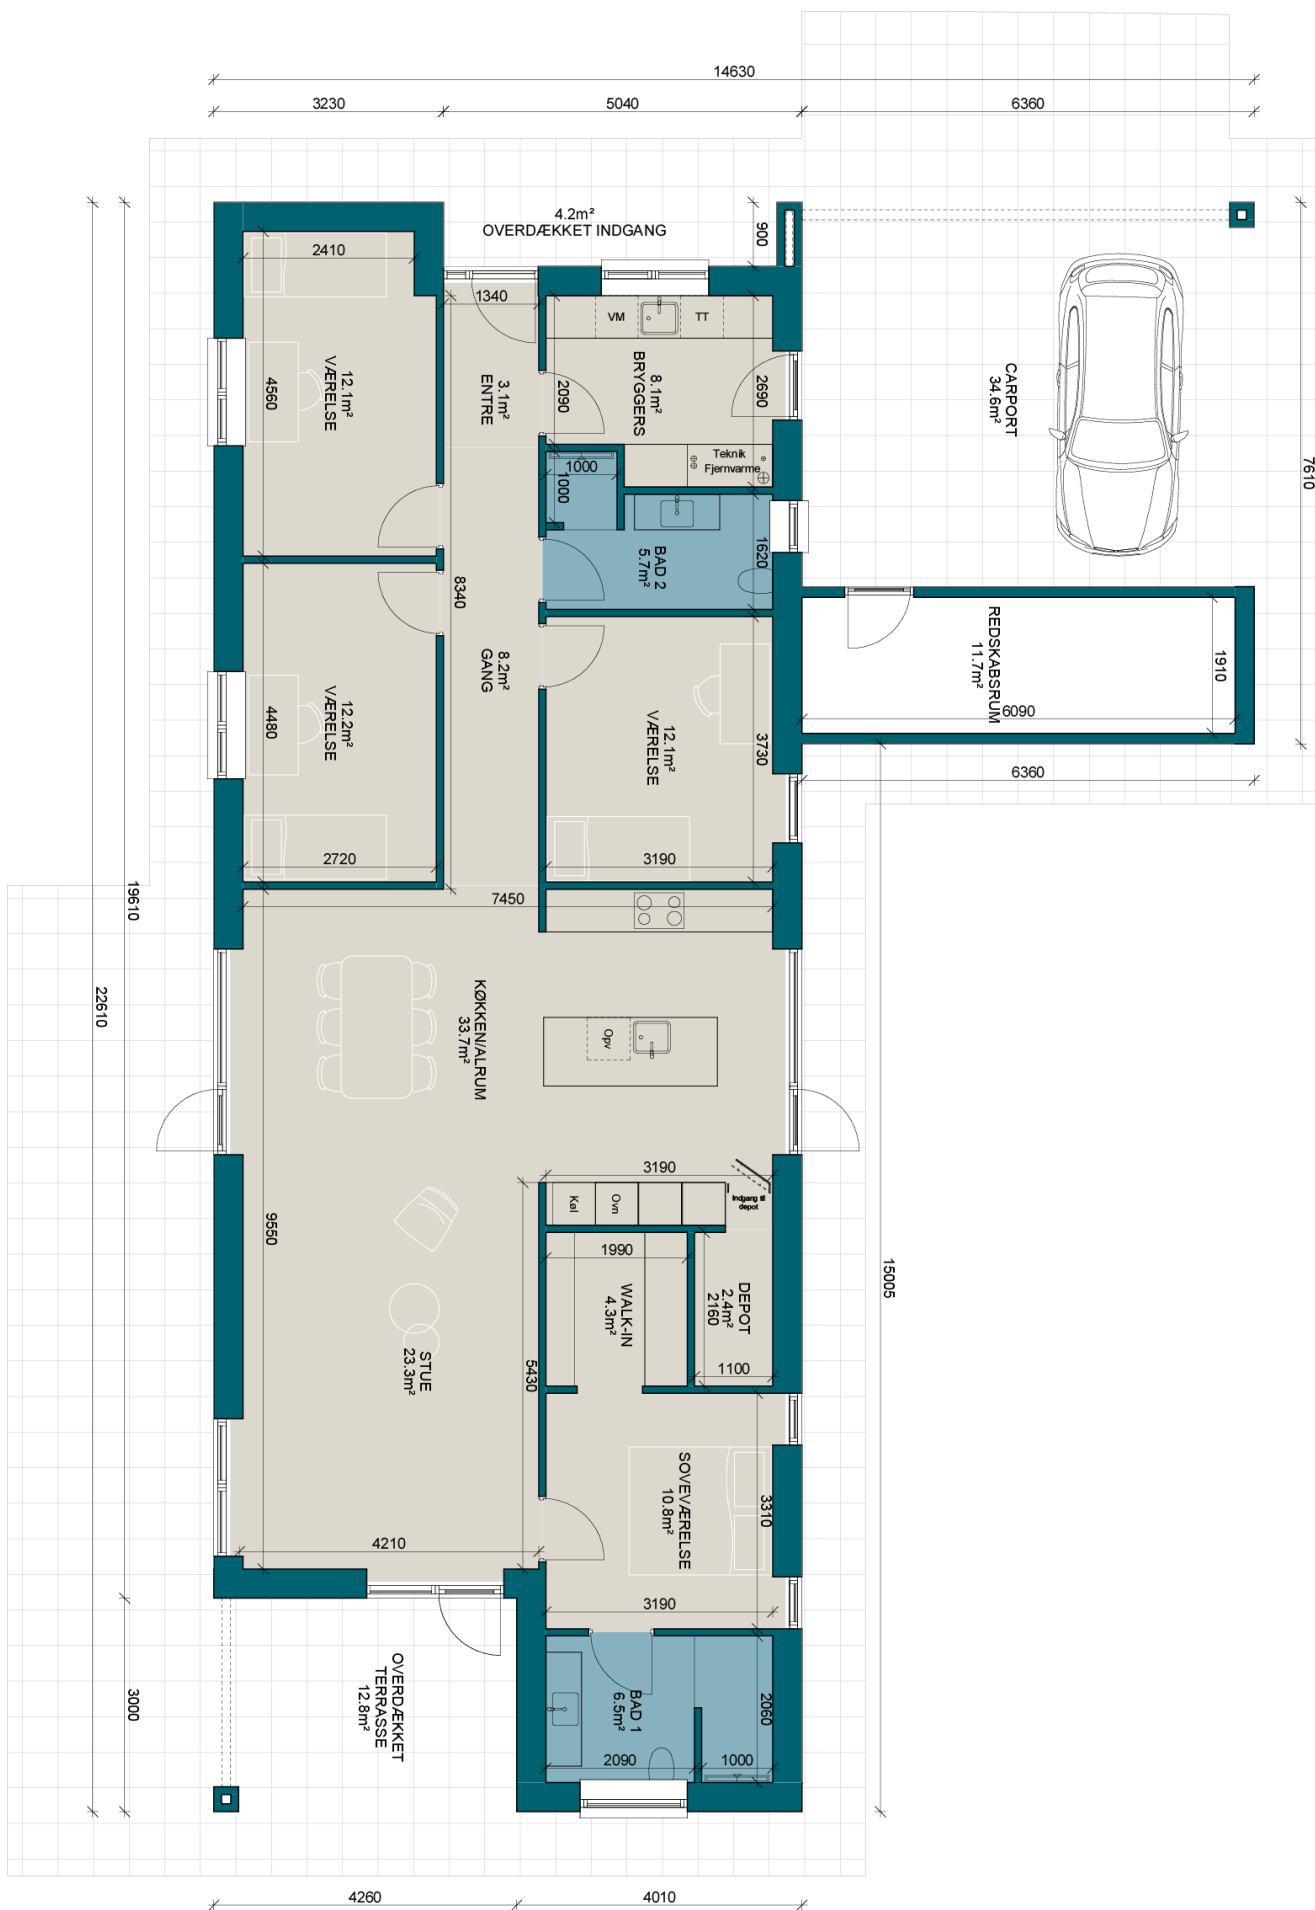 14630
3230
5040
6360
4.2m²
OVERDÆKKET INDGANG
900
2410
1340
VM
TT
VÆRELSE
12.1m²
4560
ENTRE
3.1m²
2090
BRYGGERS
8.1m²
2690
CARPORT
34.6m²
7610
Teknik
Fjernvarme
1000
1000
BAD 2
5.7m²
1620
8340
GANG
8.2m²
REDSKABSRUM
11.7m²
1910
6090
VÆRELSE
12.2m²
4480
VÆRELSE
12.1m²
3730
6360
2720
3190
19610
22610
7450
KØKKEN/ALRUM
33.7m²
Opv
3190
Køl
Ovn
Indgang til
depot
9550
1990
WALK-IN
4.3m²
DEPOT
2.4m²
2160
1100
15005
STUE
23.3m²
5430
SOVEVÆRELSE
10.8m²
3310
4210
3190
OVERDÆKKET
TERRASSE
12.8m²
3000
BAD 1
6.5m²
2060
2090
1000
4260
4010